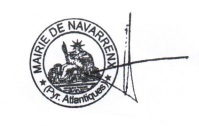 MAIRIE DE NAVARRENX
(Pyr. Atlantiques)